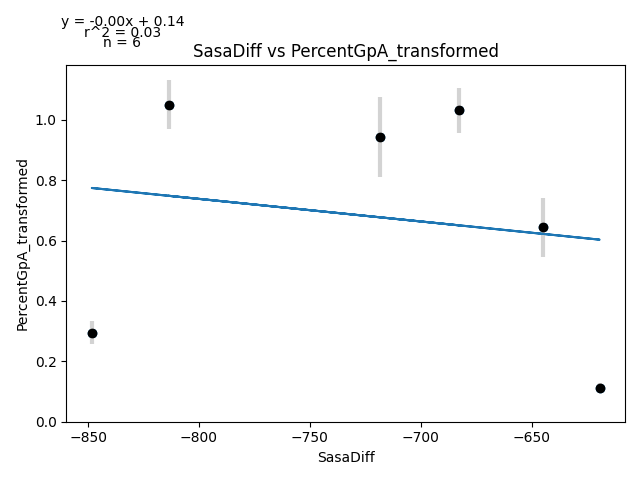 y = -0.00x + 0.14
r^2 = 0.03
n = 6
SasaDiff vs PercentGpA_transformed
PercentGpA_transformed
1.0
0.8
0.6
0.4
0.2
0.0
−850
−800
−750
−700
−650
SasaDiff